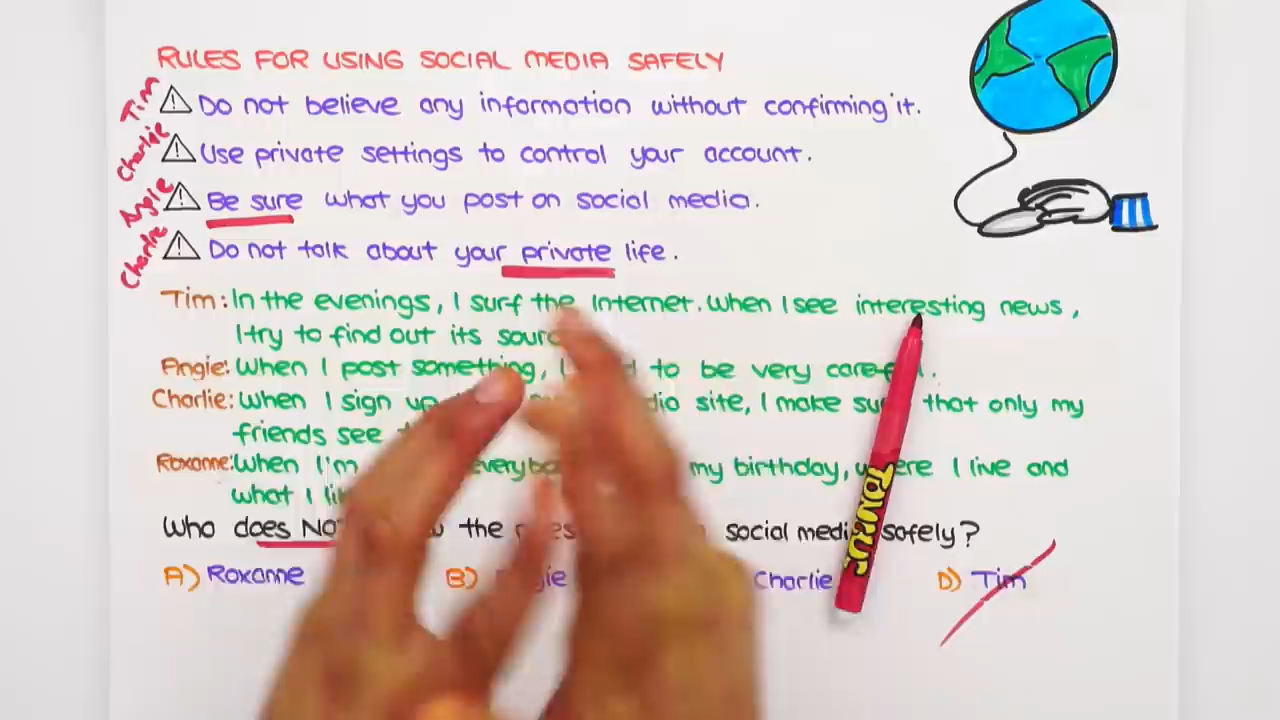 RULES FOR USING SOCIAL MEDIA SAFELY
Tim Do not believe any information without confirming it.
Charlie Use private settings to control your account.
Angie Be sure what you post on social media.
Charlie Do not talk about your private life.
Tim: In the evenings, I surf the Internet. When I see interesting news,
I try to find out its
Angie: When I post something, I to be very
Charlie: When I sign site, I make that only my
friends see
Roxanne: When I'm my birthday, where I live and
what I
Who does the social media safely?
A) Roxanne B) Charlie D) Tim
TOMBUS